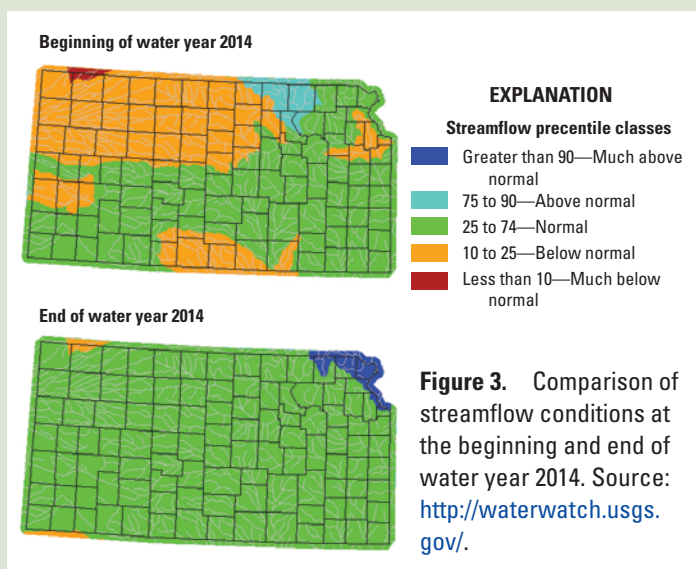 Beginning of water year 2014
EXPLANATION
Streamflow percentile classes
Greater than 90—Much above
normal
75 to 90—Above normal
25 to 74—Normal
10 to 25—Below normal
Less than 10—Much below
normal
End of water year 2014
Figure 3. Comparison of
streamflow conditions at
the beginning and end of
water year 2014. Source:
http://waterwatch.usgs.
gov/.